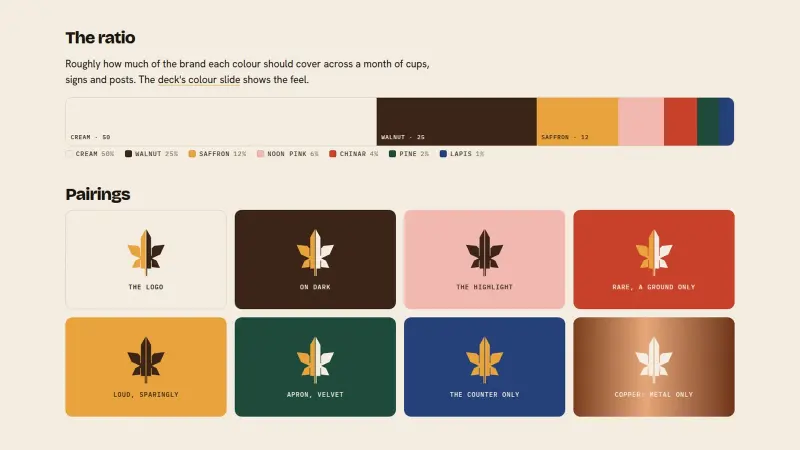 The ratio
Roughly how much of the brand each colour should cover across a month of cups,
signs and posts. The deck's colour slide shows the feel.
CREAM · 50
WALNUT · 25
SAFFRON · 12
CREAM 50% WALNUT 25% SAFFRON 12% NOON PINK 6% CHINAR 4% PINE 2% LAPIS 1%
Pairings
THE LOGO
ON DARK
THE HIGHLIGHT
RARE, A GROUND ONLY
LOUD, SPARINGLY
APRON, VELVET
THE COUNTER ONLY
COPPER: METAL ONLY